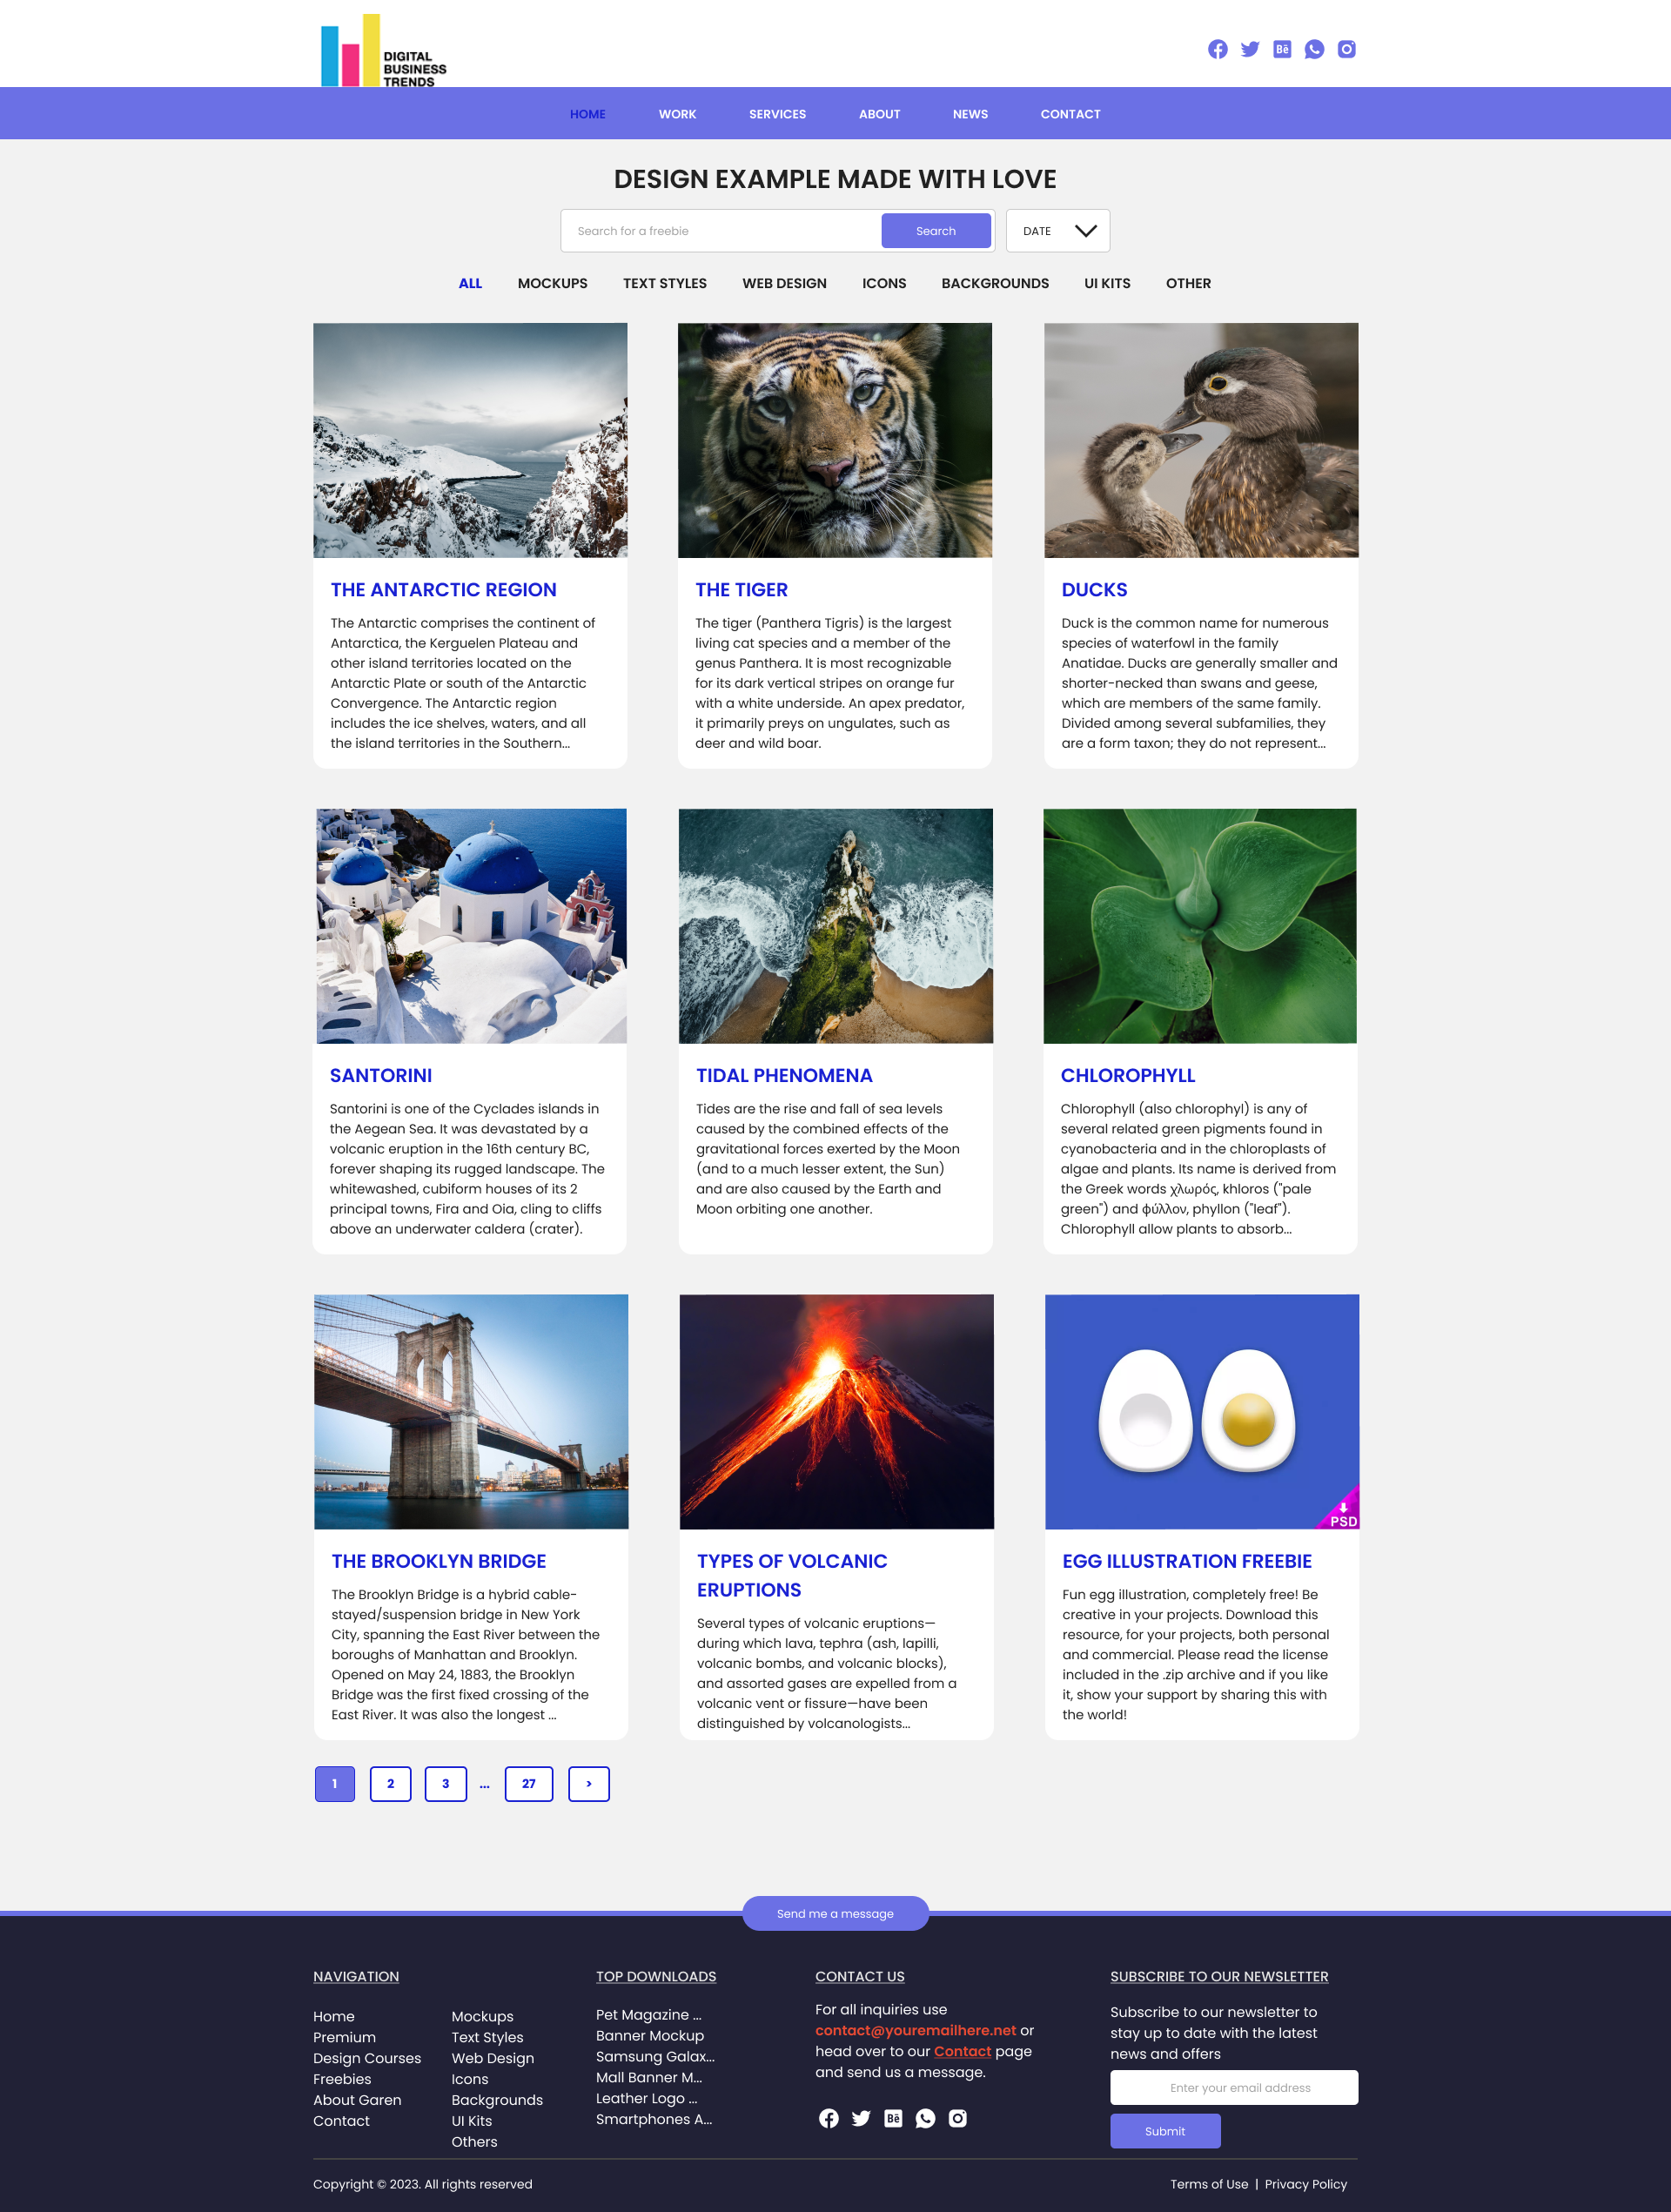 DIGITAL
BUSINESS
TRENDS
HOME WORK SERVICES ABOUT NEWS CONTACT
DESIGN EXAMPLE MADE WITH LOVE
Search for a freebie Search DATE
ALL MOCKUPS TEXT STYLES WEB DESIGN ICONS BACKGROUNDS UI KITS OTHER
THE ANTARCTIC REGION
The Antarctic comprises the continent of
Antarctica, the Kerguelen Plateau and
other island territories located on the
Antarctic Plate or south of the Antarctic
Convergence. The Antarctic region
includes the ice shelves, waters, and all
the island territories in the Southern...
THE TIGER
The tiger (Panthera Tigris) is the largest
living cat species and a member of the
genus Panthera. It is most recognizable
for its dark vertical stripes on orange fur
with a white underside. An apex predator,
it primarily preys on ungulates, such as
deer and wild boar.
DUCKS
Duck is the common name for numerous
species of waterfowl in the family
Anatidae. Ducks are generally smaller and
shorter-necked than swans and geese,
which are members of the same family.
Divided among several subfamilies, they
are a form taxon; they do not represent...
SANTORINI
Santorini is one of the Cyclades islands in
the Aegean Sea. It was devastated by a
volcanic eruption in the 16th century BC,
forever shaping its rugged landscape. The
whitewashed, cubiform houses of its 2
principal towns, Fira and Oia, cling to cliffs
above an underwater caldera (crater).
TIDAL PHENOMENA
Tides are the rise and fall of sea levels
caused by the combined effects of the
gravitational forces exerted by the Moon
(and to a much lesser extent, the Sun)
and are also caused by the Earth and
Moon orbiting one another.
CHLOROPHYLL
Chlorophyll (also chlorophyl) is any of
several related green pigments found in
cyanobacteria and in the chloroplasts of
algae and plants. Its name is derived from
the Greek words χλωρός, khloros ("pale
green") and φύλλον, phyllon ("leaf").
Chlorophyll allow plants to absorb...
THE BROOKLYN BRIDGE
The Brooklyn Bridge is a hybrid cable-
stayed/suspension bridge in New York
City, spanning the East River between the
boroughs of Manhattan and Brooklyn.
Opened on May 24, 1883, the Brooklyn
Bridge was the first fixed crossing of the
East River. It was also the longest ...
TYPES OF VOLCANIC
ERUPTIONS
Several types of volcanic eruptions—
during which lava, tephra (ash, lapilli,
volcanic bombs, and volcanic blocks),
and assorted gases are expelled from a
volcanic vent or fissure—have been
distinguished by volcanologists...
PSD
EGG ILLUSTRATION FREEBIE
Fun egg illustration, completely free! Be
creative in your projects. Download this
resource, for your projects, both personal
and commercial. Please read the license
included in the .zip archive and if you like
it, show your support by sharing this with
the world!
1 2 3 ... 27 >
Send me a message
NAVIGATION
Home
Premium
Design Courses
Freebies
About Garen
Contact
Mockups
Text Styles
Web Design
Icons
Backgrounds
UI Kits
Others
TOP DOWNLOADS
Pet Magazine ...
Banner Mockup
Samsung Galax...
Mall Banner M...
Leather Logo ...
Smartphones A...
CONTACT US
For all inquiries use
contact@youremailhere.net or
head over to our Contact page
and send us a message.
Bē
SUBSCRIBE TO OUR NEWSLETTER
Subscribe to our newsletter to
stay up to date with the latest
news and offers
Enter your email address
Submit
Copyright © 2023. All rights reserved
Terms of Use | Privacy Policy